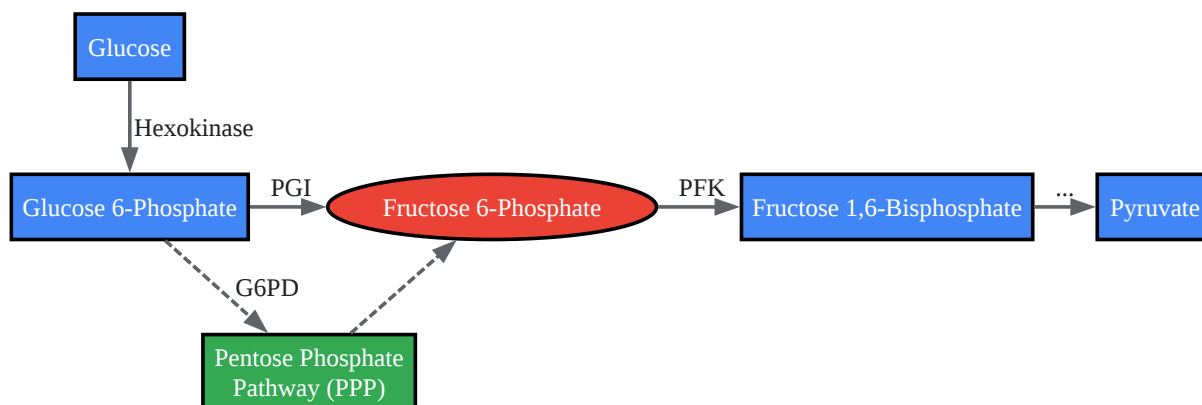 Glucose
Hexokinase
Glucose 6-Phosphate
PGI
Fructose 6-Phosphate
PFK
Fructose 1,6-Bisphosphate
...
Pyruvate
G6PD
Pentose Phosphate
Pathway (PPP)